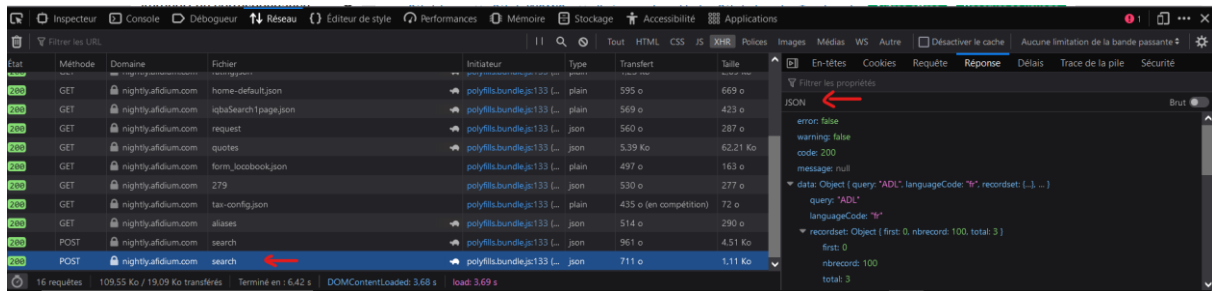 Inspecteur Console Débogueur Réseau Éditeur de style Performances Mémoire Stockage Accessibilité Applications 1
Filtrer les URL Tout HTML CSS JS XHR Polices Images Médias WS Autre Désactiver le cache Aucune limitation de la bande passante
État Méthode Domaine Fichier Initiateur Type Transfert Taille
200 GET nightly.afidium.com home-default.json polyfills.bundle.js:133 (... plain 595 o 669 o
200 GET nightly.afidium.com iqbaSearch1page.json polyfills.bundle.js:133 (... plain 569 o 423 o
200 GET nightly.afidium.com request polyfills.bundle.js:133 (... json 560 o 287 o
200 GET nightly.afidium.com quotes polyfills.bundle.js:133 (... json 5,39 Ko 62,21 Ko
200 GET nightly.afidium.com form_locobook.json polyfills.bundle.js:133 (... plain 497 o 163 o
200 GET nightly.afidium.com 279 polyfills.bundle.js:133 (... json 530 o 277 o
200 GET nightly.afidium.com tax-config.json polyfills.bundle.js:133 (... plain 435 o (en compétition) 72 o
200 GET nightly.afidium.com aliases polyfills.bundle.js:133 (... json 514 o 290 o
200 POST nightly.afidium.com search polyfills.bundle.js:133 (... json 961 o 4,51 Ko
200 POST nightly.afidium.com search polyfills.bundle.js:133 (... json 711 o 1,11 Ko
16 requêtes 109,55 Ko / 19,09 Ko transférés Terminé en : 6,42 s DOMContentLoaded: 3,68 s load: 3,69 s
En-têtes Cookies Requête Réponse Délais Trace de la pile Sécurité
Filtrer les propriétés
JSON Brut
error: false
warning: false
code: 200
message: null
data: Object { query: "ADL", languageCode: "fr", recordset: {...}, ... }
query: "ADL"
languageCode: "fr"
recordset: Object { first: 0, nbrecord: 100, total: 3 }
first: 0
nbrecord: 100
total: 3